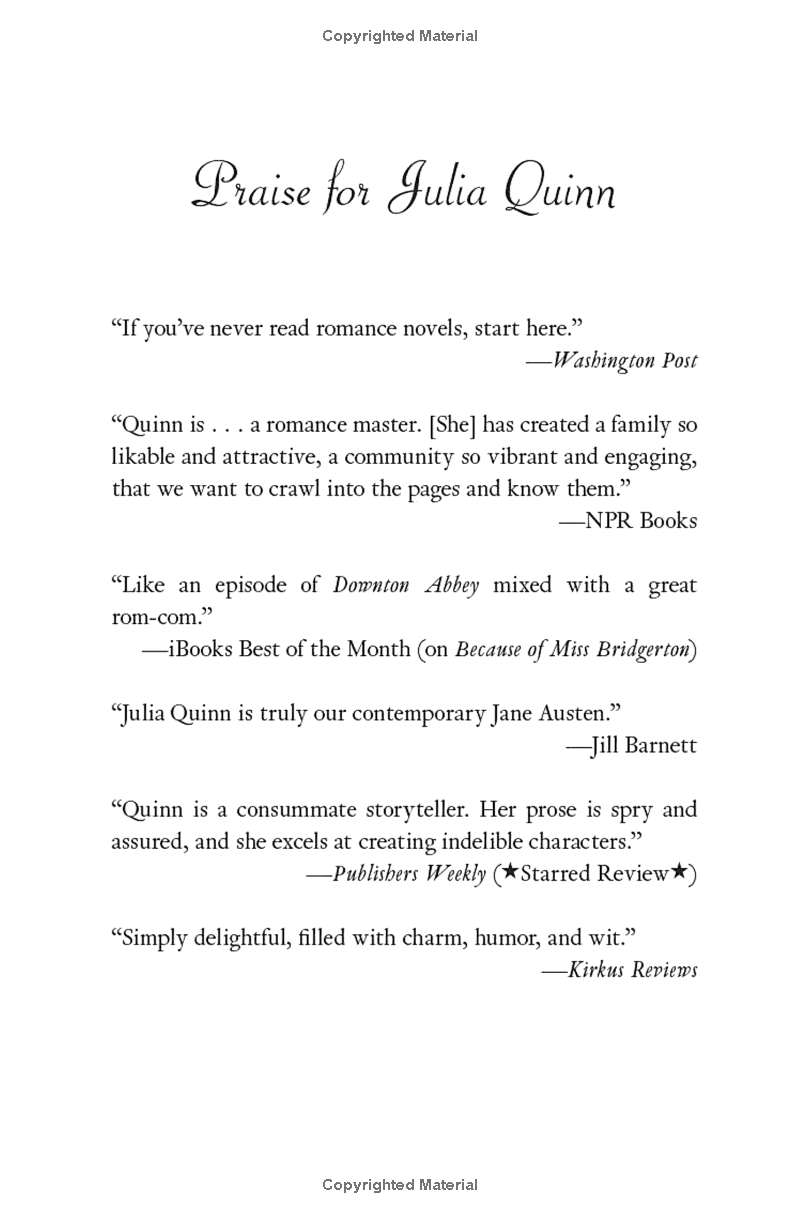 Copyrighted Material
Praise for Julia Quinn
“If you’ve never read romance novels, start here.”
—Washington Post
“Quinn is . . . a romance master. [She] has created a family so
likable and attractive, a community so vibrant and engaging,
that we want to crawl into the pages and know them.”
—NPR Books
“Like an episode of Downton Abbey mixed with a great
rom-com.”
—iBooks Best of the Month (on Because of Miss Bridgerton)
“Julia Quinn is truly our contemporary Jane Austen.”
—Jill Barnett
“Quinn is a consummate storyteller. Her prose is spry and
assured, and she excels at creating indelible characters.”
—Publishers Weekly (★Starred Review★)
“Simply delightful, filled with charm, humor, and wit.”
—Kirkus Reviews
Copyrighted Material